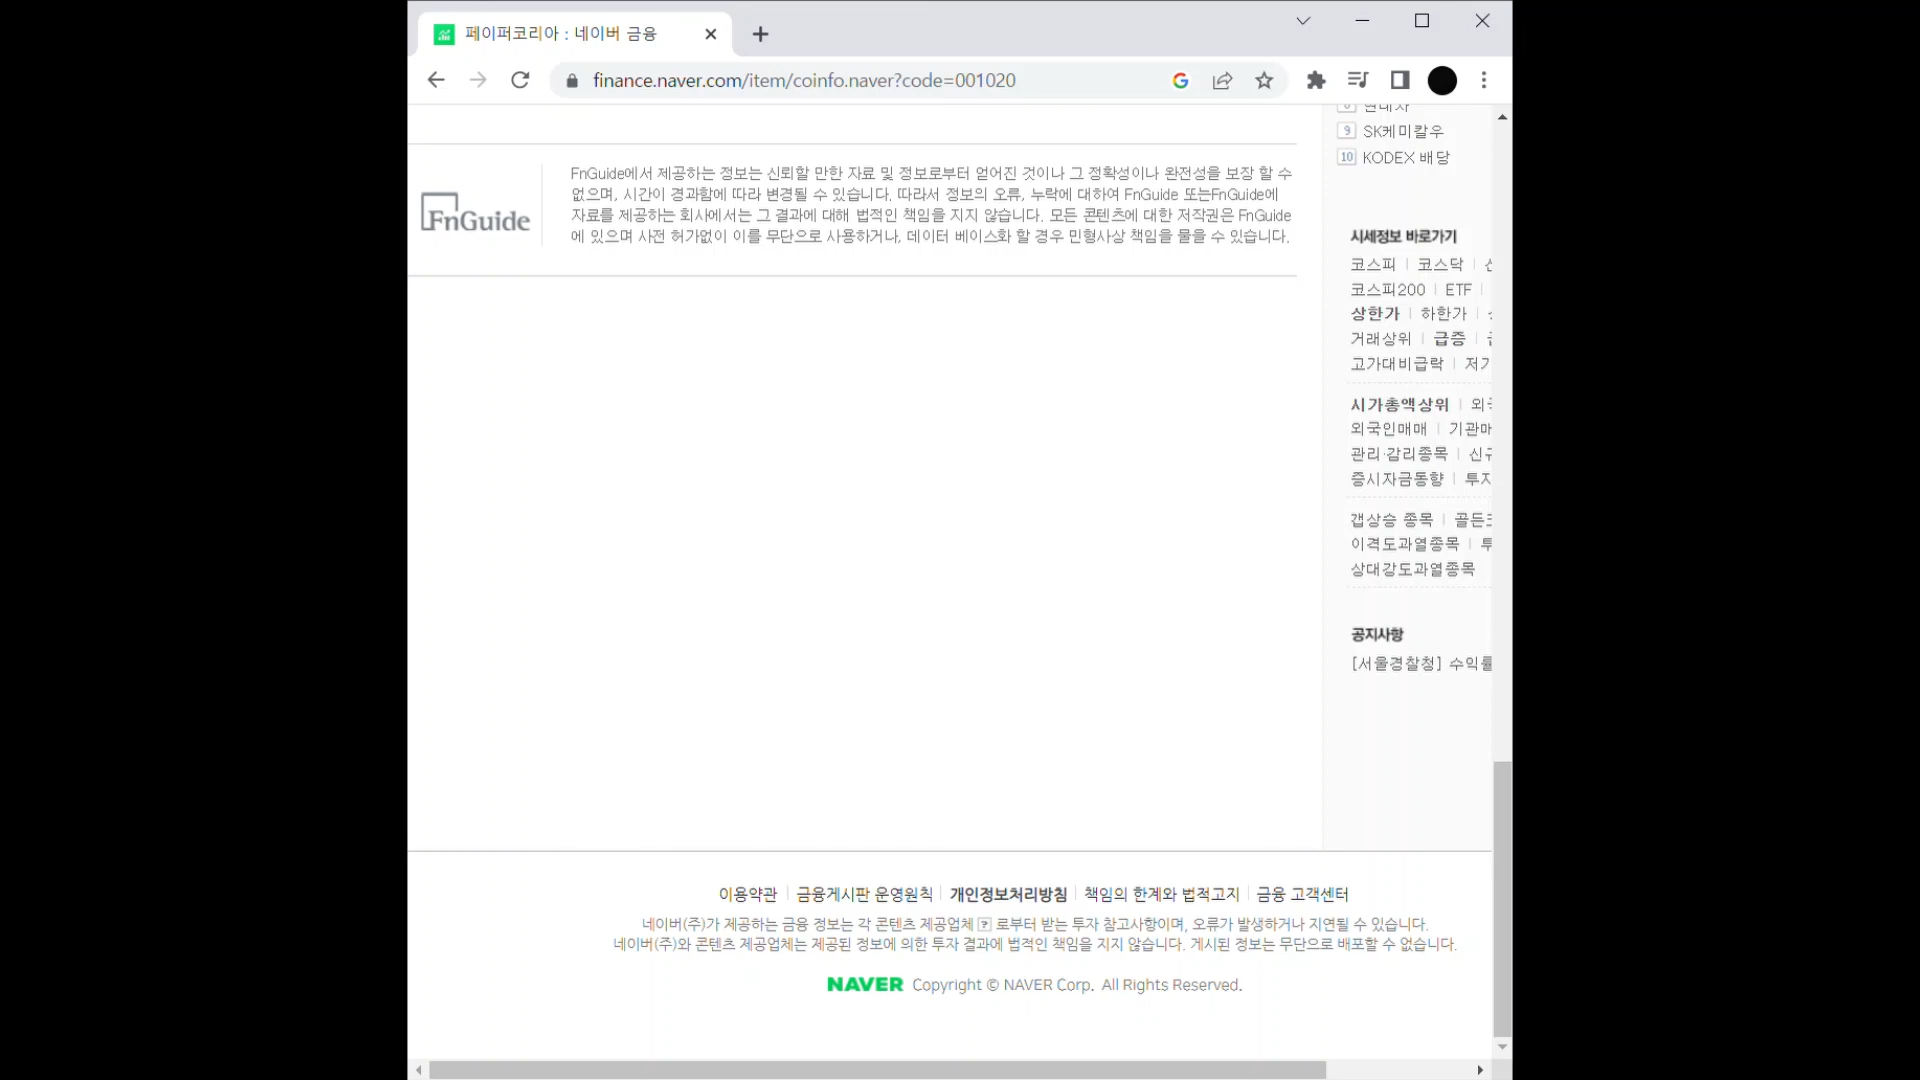 페이퍼코리아 : 네이버 금융
finance.naver.com/item/coinfo.naver?code=001020
9 SK케미칼우
10 KODEX 배당
FnGuide
FnGuide에서 제공하는 정보는 신뢰할 만한 자료 및 정보로부터 얻어진 것이나 그 정확성이나 완전성을 보장 할 수
없으며, 시간이 경과함에 따라 변경될 수 있습니다. 따라서 정보의 오류, 누락에 대하여 FnGuide 또는FnGuide에
자료를 제공하는 회사에서는 그 결과에 대해 법적인 책임을 지지 않습니다. 모든 콘텐츠에 대한 저작권은 FnGuide
에 있으며 사전 허가없이 이를 무단으로 사용하거나, 데이터 베이스화 할 경우 민형사상 책임을 물을 수 있습니다.
시세정보 바로가기
코스피 코스닥
코스피200 ETF
상한가 하한가
거래상위 급증
고가대비급락
시가총액상위
외국인매매
관리·감리종목
증시자금동향
갭상승 종목
이격도과열종목
상대강도과열종목
공지사항
[서울경찰청] 수익률
이용약관 금융게시판 운영원칙 개인정보처리방침 책임의 한계와 법적고지 금융 고객센터
네이버(주)가 제공하는 금융 정보는 각 콘텐츠 제공업체 ? 로부터 받는 투자 참고사항이며, 오류가 발생하거나 지연될 수 있습니다.
네이버(주)와 콘텐츠 제공업체는 제공된 정보에 의한 투자 결과에 법적인 책임을 지지 않습니다. 게시된 정보는 무단으로 배포할 수 없습니다.
NAVER Copyright © NAVER Corp. All Rights Reserved.